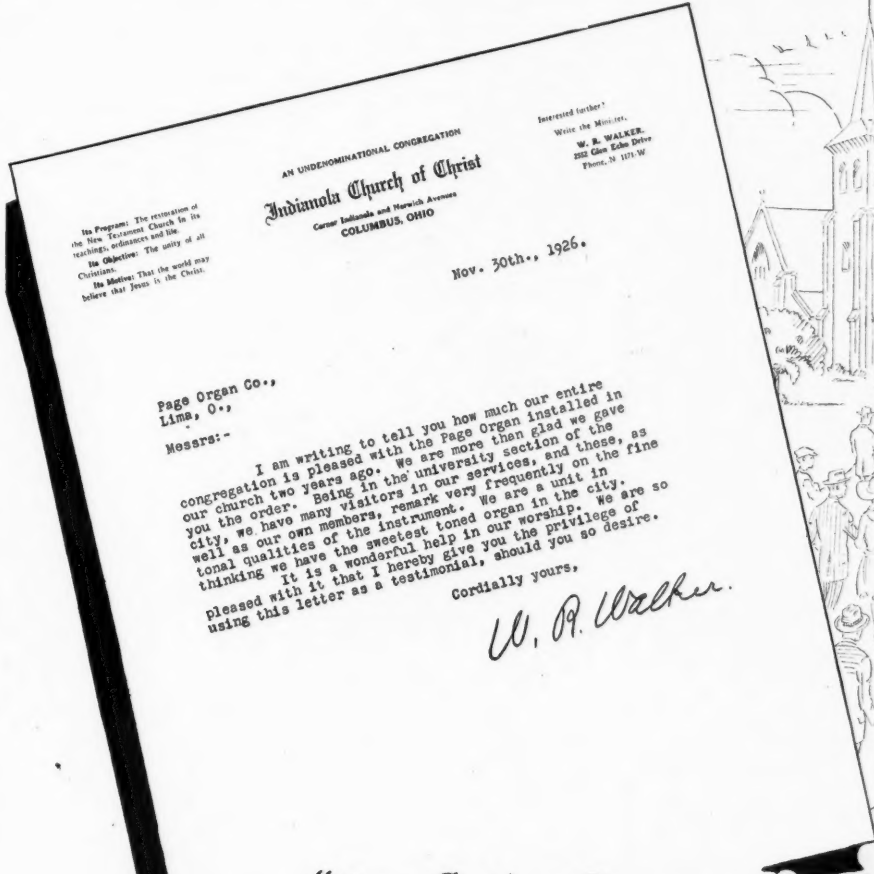 AN UNDENOMINATIONAL CONGREGATION
Indianola Church of Christ
Corner Indianola and Norwich Avenues
COLUMBUS, OHIO
Interested further?
Write the Minister,
W. R. WALKER,
2552 Glen Echo Drive
Phone, N 1171-W
Its Program: The restoration of
the New Testament Church in its
teachings, ordinances and life.
Its Objective: The unity of all
Christians.
Its Motive: That the world may
believe that Jesus is the Christ.
Nov. 30th., 1926.
Page Organ Co.,
Lima, O.,
Messrs:-
I am writing to tell you how much our entire
congregation is pleased with the Page Organ installed in
our church two years ago. We are more than glad we gave
you the order. Being in the university section of the
city, we have many visitors in our services, and these, as
well as our own members, remark very frequently on the fine
tonal qualities of the instrument. We are a unit in
thinking we have the sweetest toned organ in the city.
It is a wonderful help in our worship. We are so
pleased with it that I hereby give you the privilege of
using this letter as a testimonial, should you so desire.
Cordially yours,
W. R. Walker.